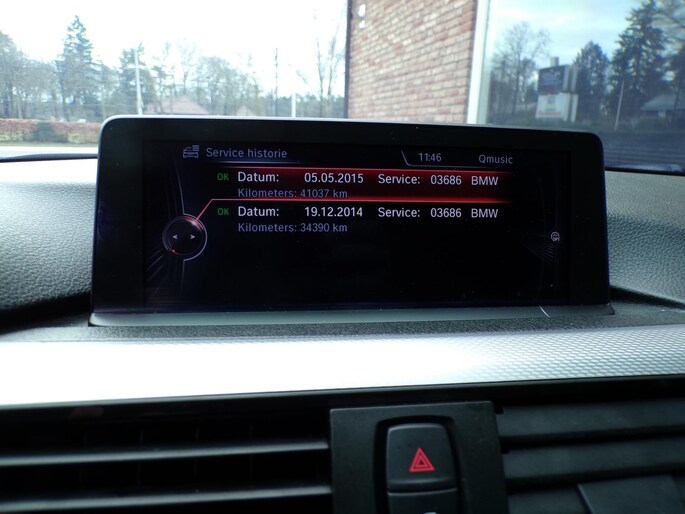 Service historie 11:46 Qmusic
OK Datum: 05.05.2015 Service: 03686 BMW
Kilometers: 41037 km
OK Datum: 19.12.2014 Service: 03686 BMW
Kilometers: 34390 km